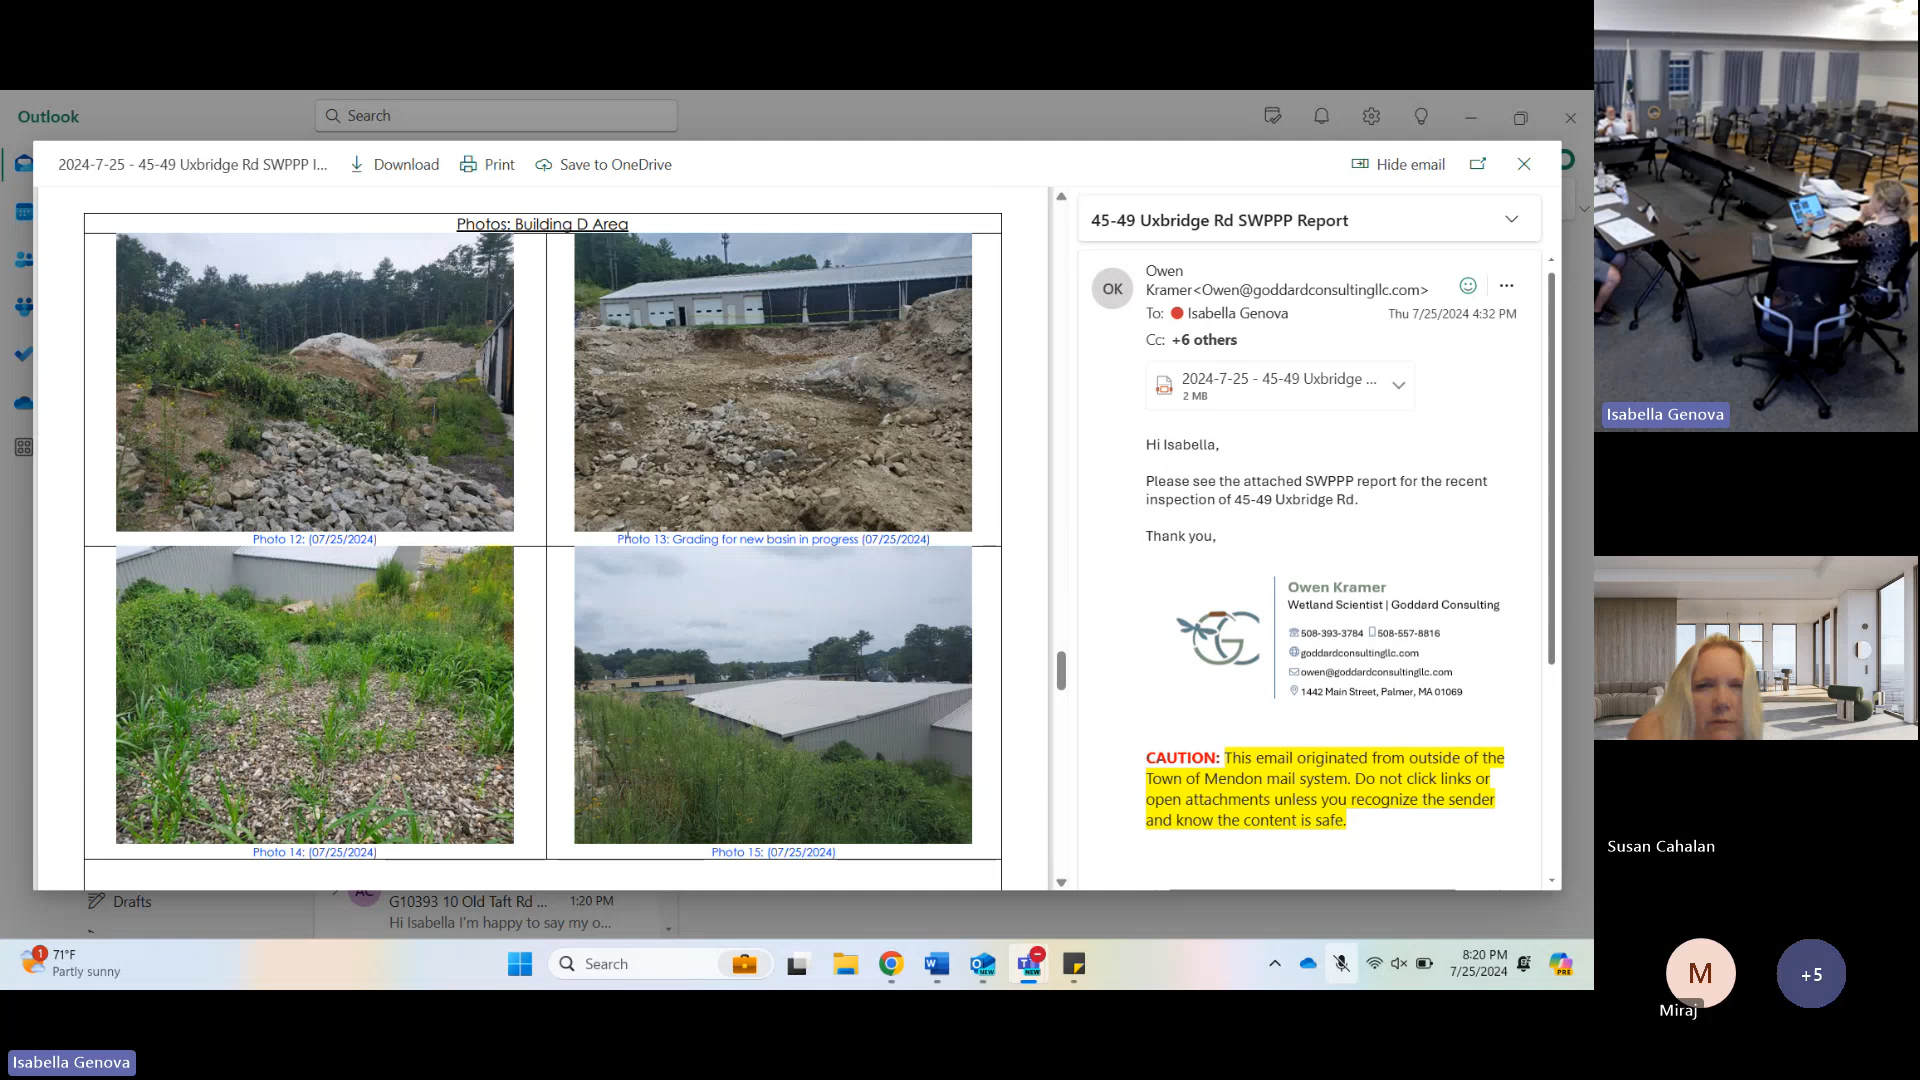 Outlook
Search
2024-7-25 - 45-49 Uxbridge Rd SWPPP I...
Download
Print
Save to OneDrive
Hide email
Photos: Building D Area
Photo 12: (07/25/2024)
Photo 13: Grading for new basin in progress (07/25/2024)
Photo 14: (07/25/2024)
Photo 15: (07/25/2024)
45-49 Uxbridge Rd SWPPP Report
OK
Owen
Kramer<Owen@goddardconsultingllc.com>
To: Isabella Genova
Thu 7/25/2024 4:32 PM
Cc: +6 others
2024-7-25 - 45-49 Uxbridge ...
2 MB
Hi Isabella,
Please see the attached SWPPP report for the recent
inspection of 45-49 Uxbridge Rd.
Thank you,
Owen Kramer
Wetland Scientist | Goddard Consulting
508-393-3784 508-557-8816
goddardconsultingllc.com
owen@goddardconsultingllc.com
1442 Main Street, Palmer, MA 01069
CAUTION: This email originated from outside of the
Town of Mendon mail system. Do not click links or
open attachments unless you recognize the sender
and know the content is safe.
Drafts
AC
G10393 10 Old Taft Rd ...
1:20 PM
Hi Isabella I'm happy to say my o...
1
71°F
Partly sunny
Search
NEW
NEW
8:20 PM
7/25/2024
PRE
Isabella Genova
Susan Cahalan
M
+5
Miraj
Isabella Genova